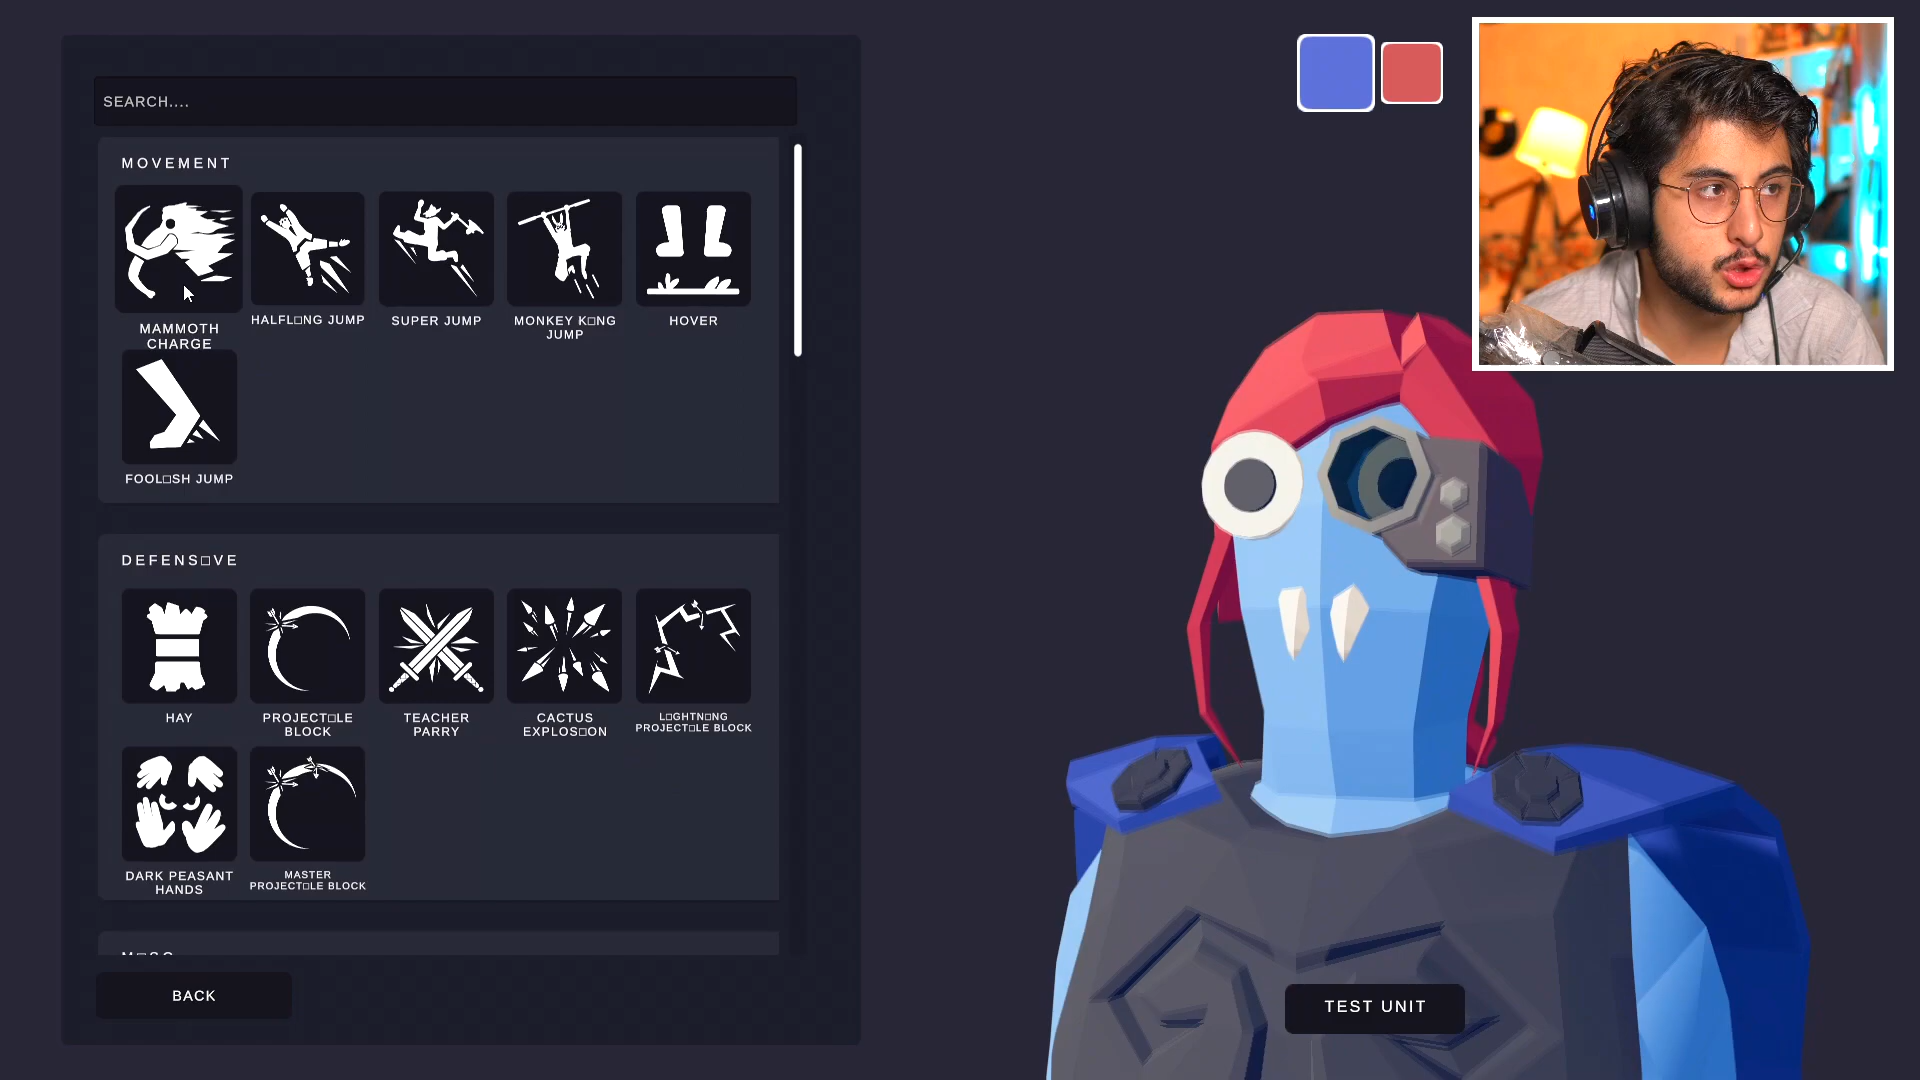 SEARCH....
MOVEMENT
MAMMOTH
CHARGE
HALFL□NG JUMP
SUPER JUMP
MONKEY K□NG
JUMP
HOVER
FOOL□SH JUMP
DEFENS□VE
HAY
PROJECT□LE
BLOCK
TEACHER
PARRY
CACTUS
EXPLOS□ON
L□GHTN□NG
PROJECT□LE BLOCK
DARK PEASANT
HANDS
MASTER
PROJECT□LE BLOCK
M□SC
BACK
TEST UNIT